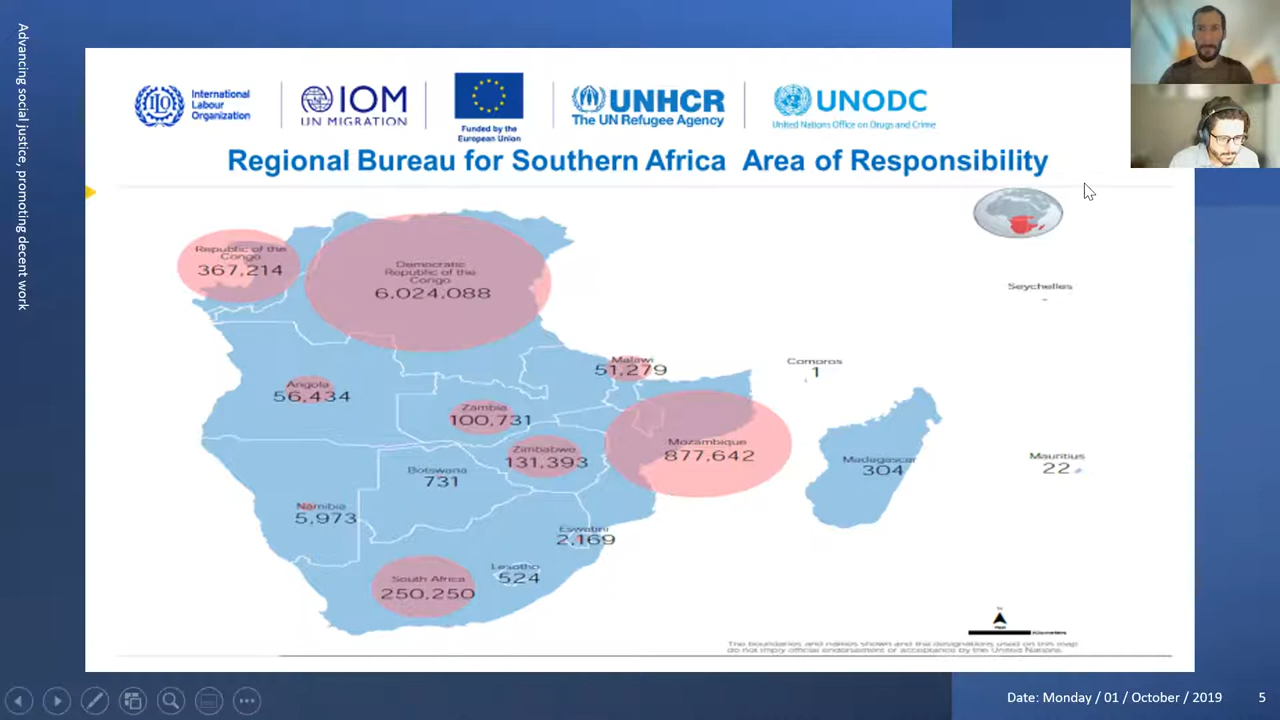 Advancing social justice, promoting decent work
International
Labour
Organization
IOM
UN MIGRATION
Funded by the
European Union
UNHCR
The UN Refugee Agency
UNODC
United Nations Office on Drugs and Crime
Regional Bureau for Southern Africa Area of Responsibility
Republic of the
Congo
367,214
Democratic
Republic of the
Congo
6,024,088
Seychelles
Malawi
51,279
Comoros
1
Angola
56,434
Zambia
100,731
Mozambique
877,642
Zimbabwe
131,393
Botswana
731
Madagascar
304
Mauritius
22
Namibia
5,973
Eswatini
2,169
Lesotho
524
South Africa
250,250
The boundaries and names shown and the designations used on this map
do not imply official endorsement or acceptance by the United Nations.
Date: Monday / 01 / October / 2019
5